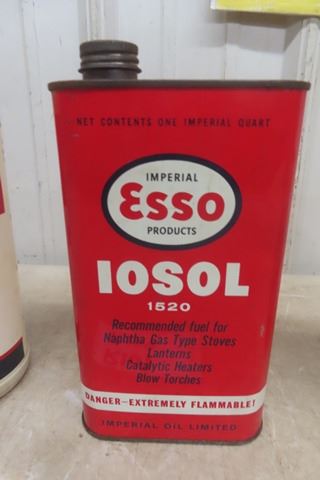 NET CONTENTS ONE IMPERIAL QUART
IMPERIAL
Esso
PRODUCTS
IOSOL
1520
Recommended fuel for
Naphtha Gas Type Stoves
Lanterns
Catalytic Heaters
Blow Torches
DANGER–EXTREMELY FLAMMABLE!
IMPERIAL OIL LIMITED